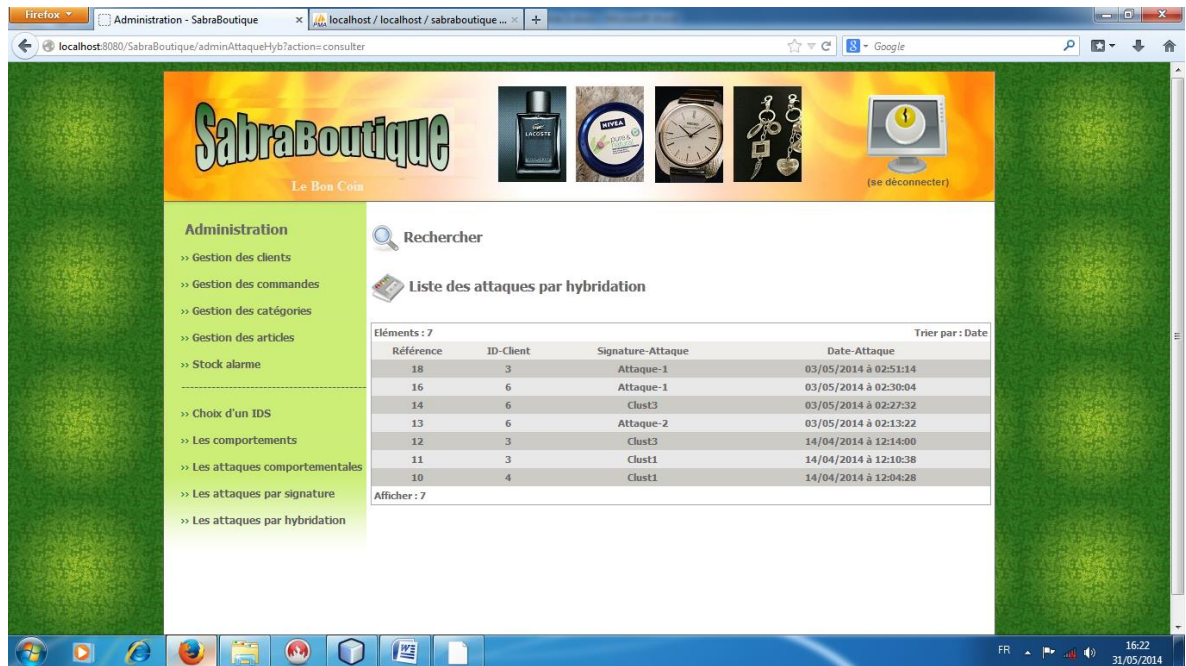 Firefox
Administration - SabraBoutique
localhost / localhost / sabraboutique ...
localhost:8080/SabraBoutique/adminAttaqueHyb?action=consulter
Google
SabraBoutique
Le Bon Coin
LACOSTE
NIVEA
pure &
natural
(se déconnecter)
Administration
›› Gestion des clients
›› Gestion des commandes
›› Gestion des catégories
›› Gestion des articles
›› Stock alarme
›› Choix d'un IDS
›› Les comportements
›› Les attaques comportementales
›› Les attaques par signature
›› Les attaques par hybridation
Rechercher
Liste des attaques par hybridation
Eléments : 7 Trier par : Date
Référence ID-Client Signature-Attaque Date-Attaque
18 3 Attaque-1 03/05/2014 à 02:51:14
16 6 Attaque-1 03/05/2014 à 02:30:04
14 6 Clust3 03/05/2014 à 02:27:32
13 6 Attaque-2 03/05/2014 à 02:13:22
12 3 Clust3 14/04/2014 à 12:14:00
11 3 Clust1 14/04/2014 à 12:10:38
10 4 Clust1 14/04/2014 à 12:04:28
Afficher : 7
FR
16:22
31/05/2014